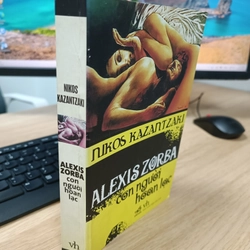 NIKOS
KAZANTZAKI
ALEXIS
ZORBA
con
người
hoan
lạc
vh
NIKOS KAZANTZAKI
ALEXIS ZORBA
con người
hoan lạc